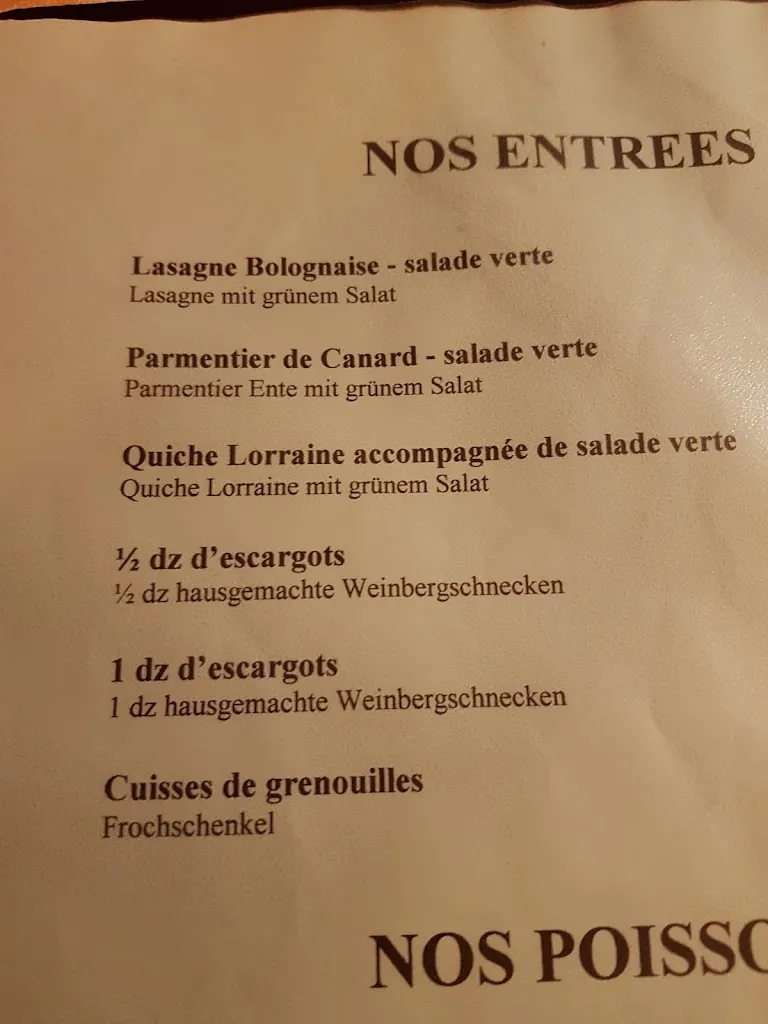 NOS ENTREES
Lasagne Bolognaise - salade verte
Lasagne mit grünem Salat
Parmentier de Canard - salade verte
Parmentier Ente mit grünem Salat
Quiche Lorraine accompagnée de salade verte
Quiche Lorraine mit grünem Salat
½ dz d'escargots
½ dz hausgemachte Weinbergschnecken
1 dz d'escargots
1 dz hausgemachte Weinbergschnecken
Cuisses de grenouilles
Frochschenkel
NOS POISSO